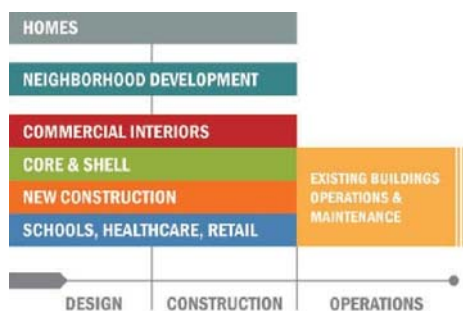 HOMES
NEIGHBORHOOD DEVELOPMENT
COMMERCIAL INTERIORS
CORE & SHELL
NEW CONSTRUCTION
SCHOOLS, HEALTHCARE, RETAIL
EXISTING BUILDINGS
OPERATIONS &
MAINTENANCE
DESIGN
CONSTRUCTION
OPERATIONS